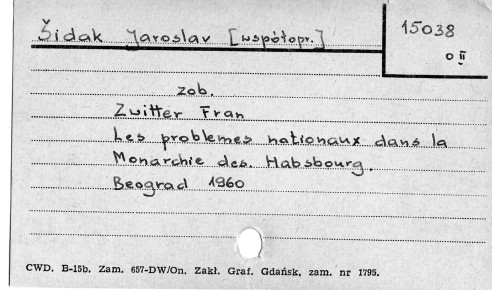 Šidak Jaroslav [współopr.]
15038
o II
zob.
Zwitter Fran
Les problemes nationaux dans la
Monarchie des Habsbourg.
Beograd 1960
CWD. B-15b. Zam. 657-DW/On. Zakł. Graf. Gdańsk, zam. nr 1795.